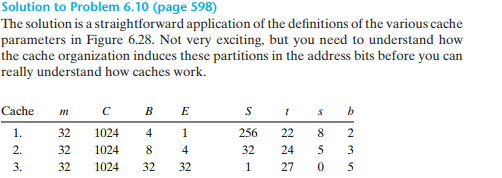 Solution to Problem 6.10 (page 598)
The solution is a straightforward application of the definitions of the various cache
parameters in Figure 6.28. Not very exciting, but you need to understand how
the cache organization induces these partitions in the address bits before you can
really understand how caches work.
Cache m C B E S t s b
1. 32 1024 4 1 256 22 8 2
2. 32 1024 8 4 32 24 5 3
3. 32 1024 32 32 1 27 0 5